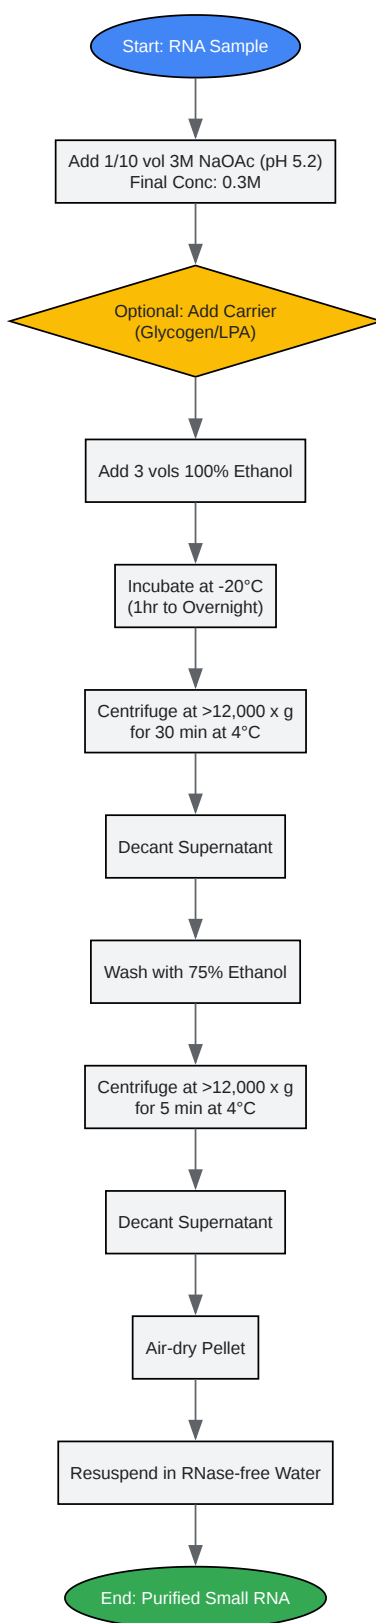 Start: RNA Sample
Add 1/10 vol 3M NaOAc (pH 5.2)
Final Conc: 0.3M
Optional: Add Carrier
(Glycogen/LPA)
Add 3 vols 100% Ethanol
Incubate at -20°C
(1hr to Overnight)
Centrifuge at >12,000 x g
for 30 min at 4°C
Decant Supernatant
Wash with 75% Ethanol
Centrifuge at >12,000 x g
for 5 min at 4°C
Decant Supernatant
Air-dry Pellet
Resuspend in RNase-free Water
End: Purified Small RNA